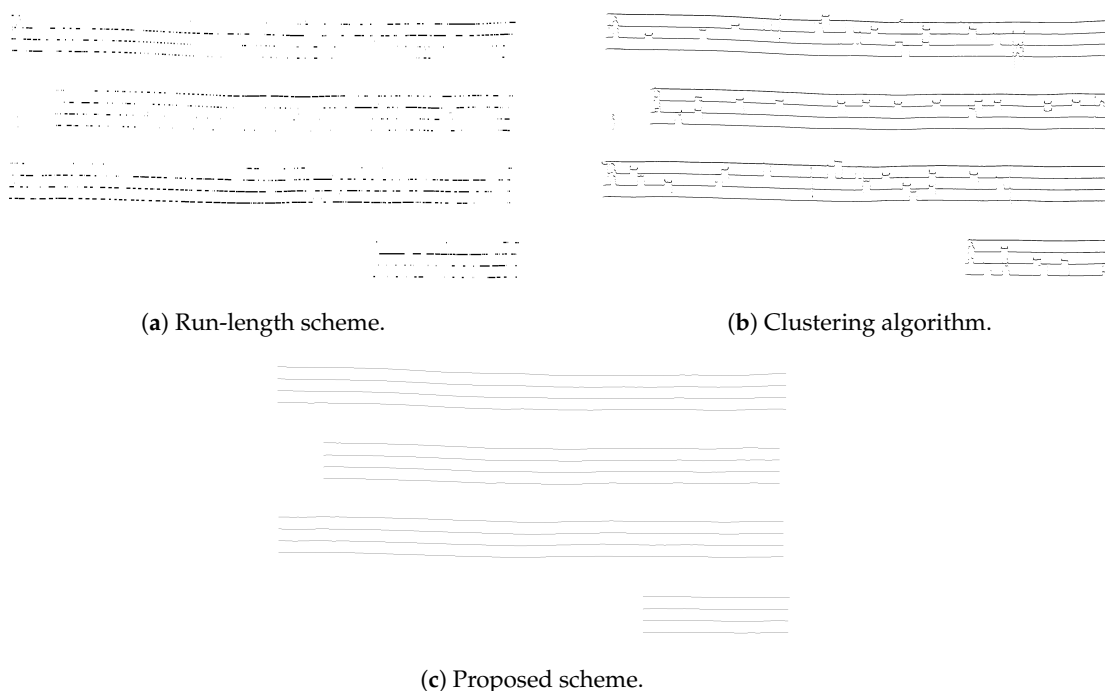 (a) Run-length scheme.
(b) Clustering algorithm.
(c) Proposed scheme.